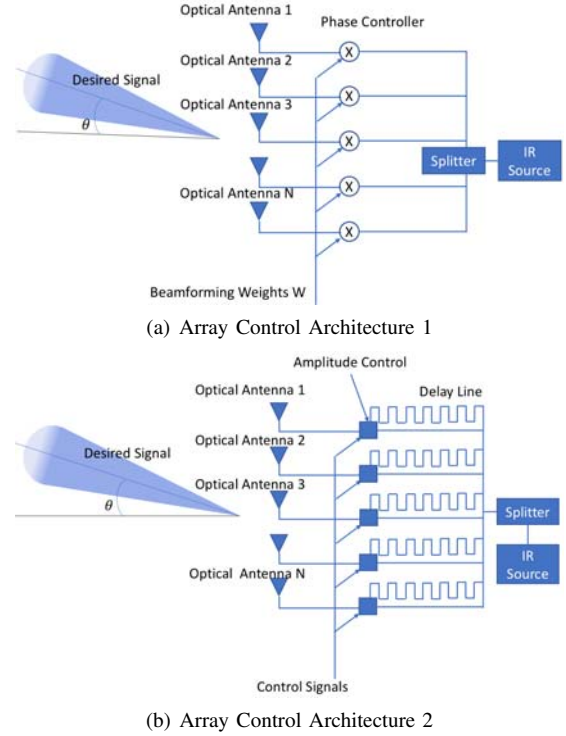 Optical Antenna 1
Phase Controller
Optical Antenna 2
Desired Signal
Optical Antenna 3
θ
X
X
X
X
X
Splitter
IR
Source
Optical Antenna N
Beamforming Weights W
(a) Array Control Architecture 1
Amplitude Control
Optical Antenna 1
Delay Line
Optical Antenna 2
Desired Signal
Optical Antenna 3
θ
Splitter
IR
Source
Optical Antenna N
Control Signals
(b) Array Control Architecture 2